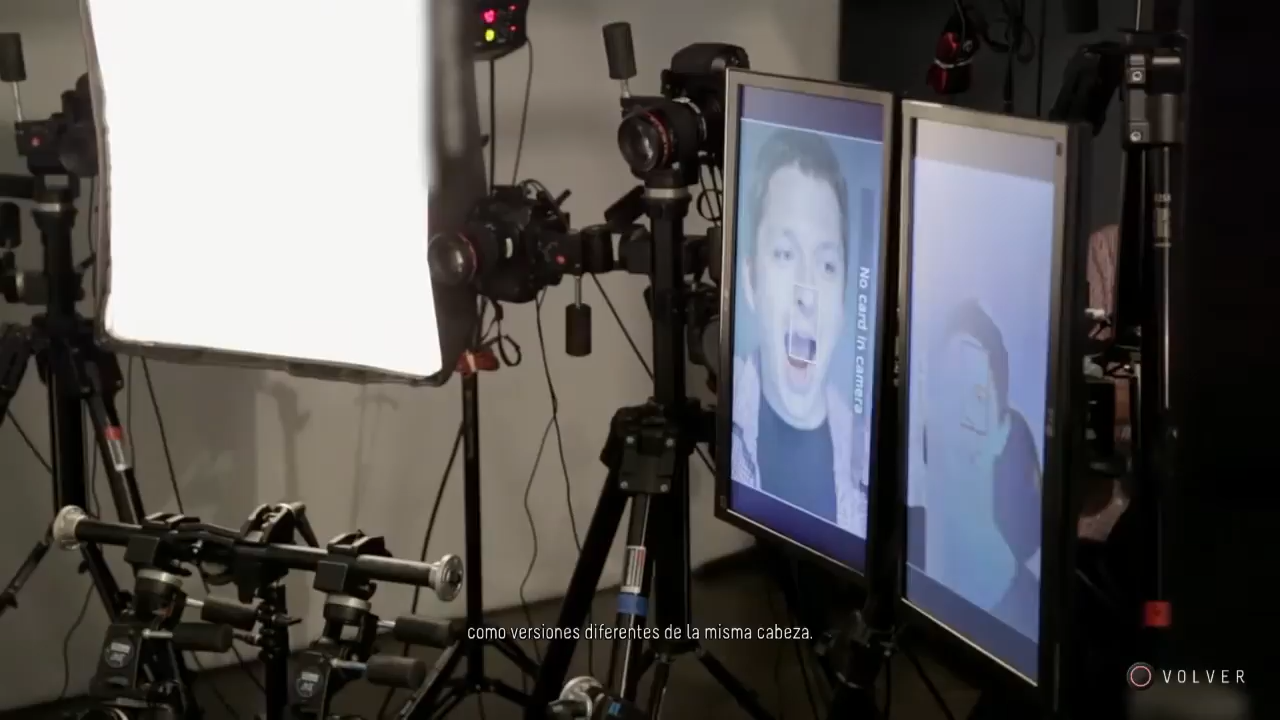 No card in camera
como versiones diferentes de la misma cabeza.
VOLVER